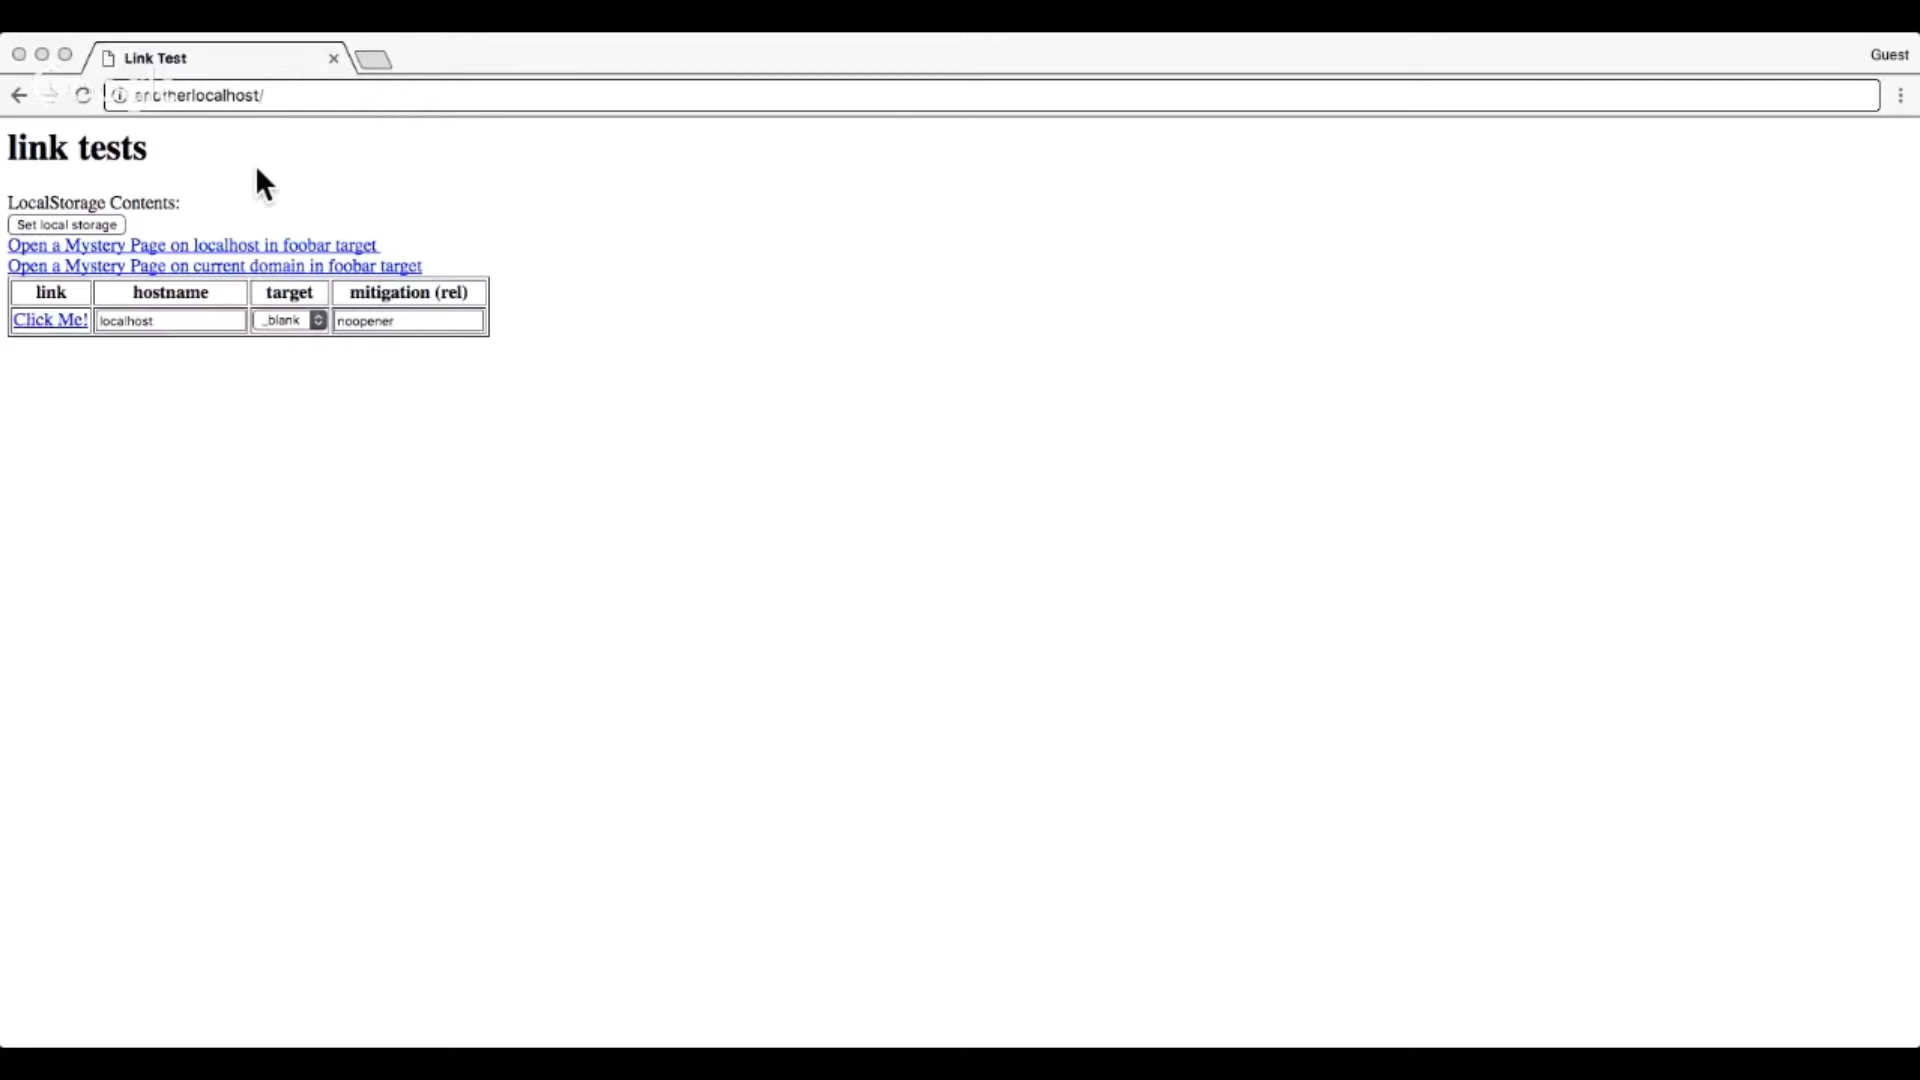 Link Test
Guest
anotherlocalhost/
link tests
LocalStorage Contents:
Set local storage
Open a Mystery Page on localhost in foobar target
Open a Mystery Page on current domain in foobar target
link hostname target mitigation (rel)
Click Me! localhost _blank noopener